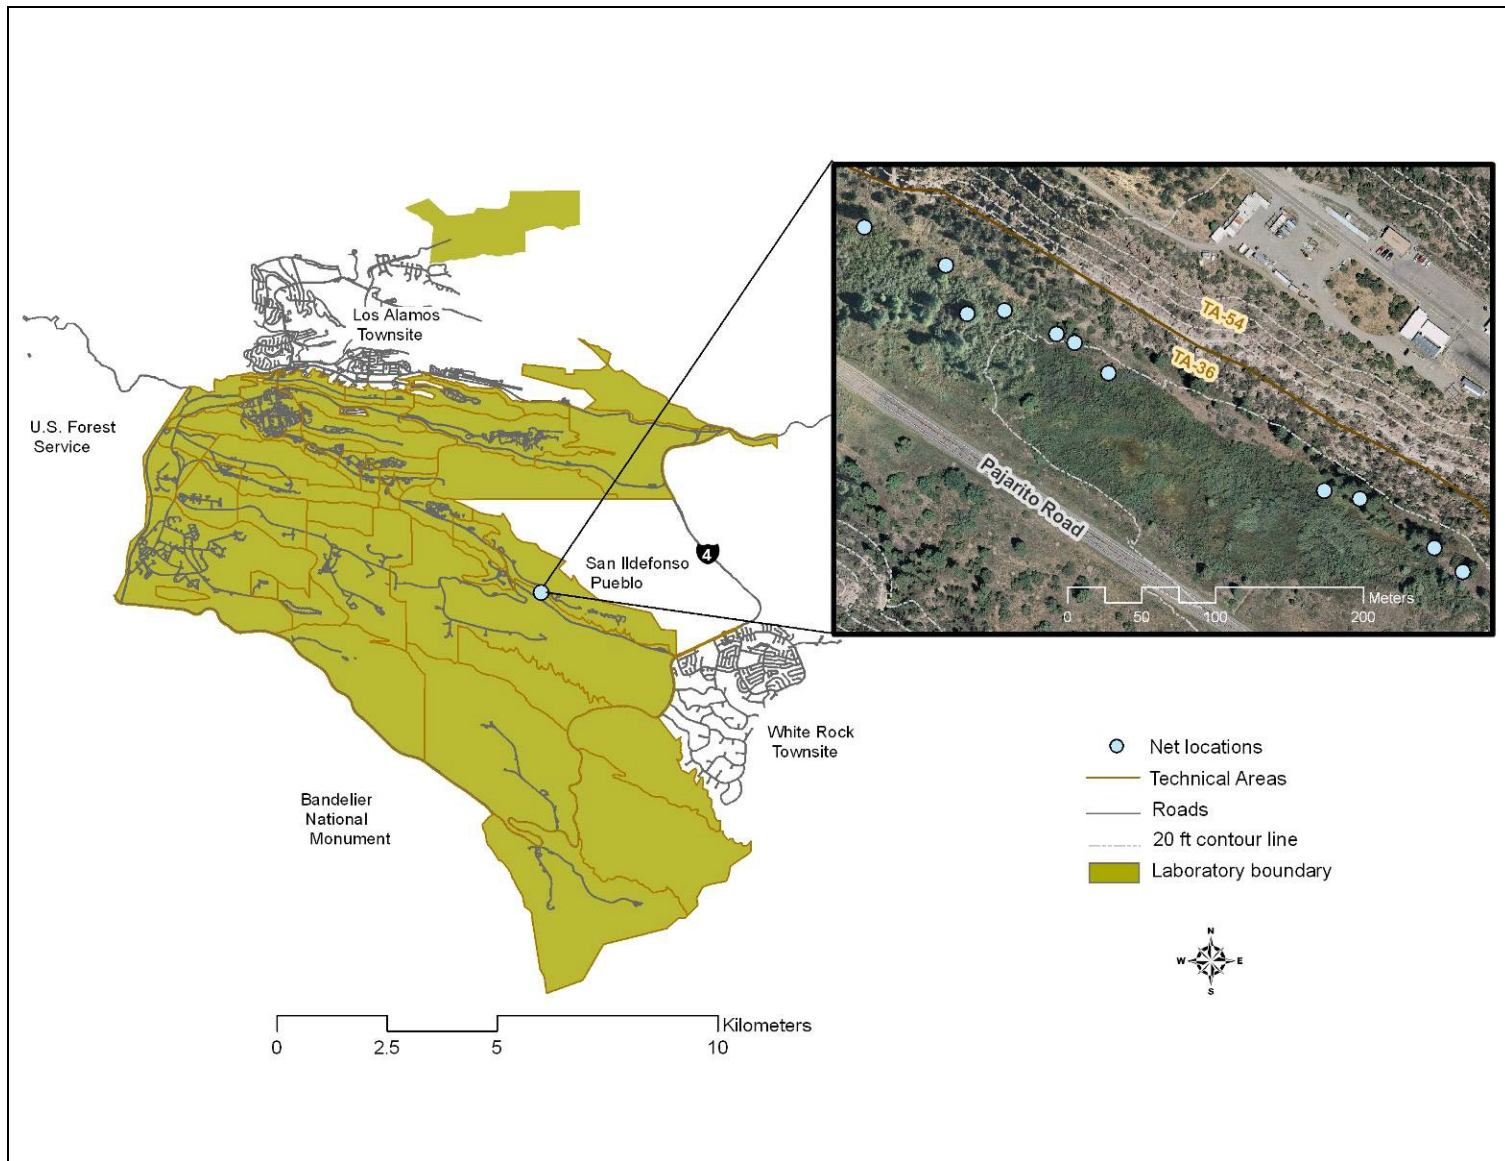 Los Alamos
Townsite
U.S. Forest
Service
San Ildefonso
Pueblo
4
White Rock
Townsite
Bandelier
National
Monument
0
2.5
5
10
Kilometers
TA-54
TA-36
Pajarito Road
0
50
100
200
Meters
Net locations
Technical Areas
Roads
20 ft contour line
Laboratory boundary
N
W
E
S